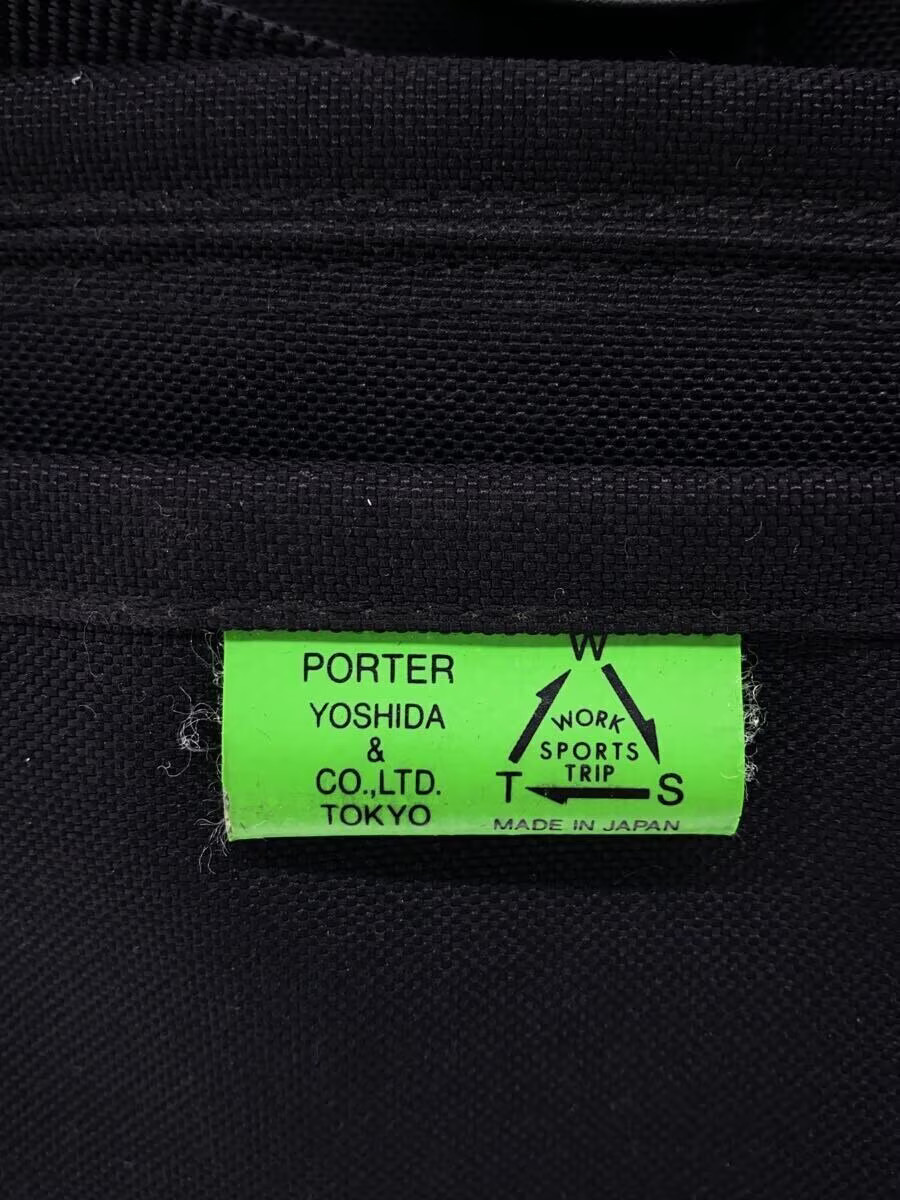 PORTER
YOSHIDA
&
CO.,LTD.
TOKYO
W
WORK
SPORTS
TRIP
T S
MADE IN JAPAN